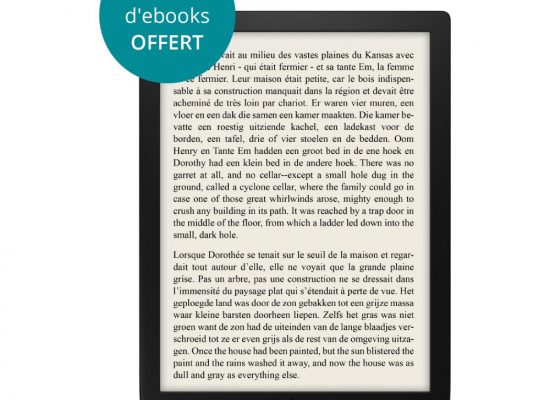 d'ebooks
OFFERT
vait au milieu des vastes plaines du Kansas avec
Henri - qui était fermier - et sa tante Em, la femme
ce fermier. Leur maison était petite, car le bois indispen-
sable à sa construction manquait dans la région et devait être
acheminé de très loin par chariot. Er waren vier muren, een
vloer en een dak die samen een kamer maakten. Die kamer be-
vatte een roestig uitziende kachel, een ladekast voor de
borden, een tafel, drie of vier stoelen en de bedden. Oom
Henry en Tante Em hadden een groot bed in de ene hoek en
Dorothy had een klein bed in de andere hoek. There was no
garret at all, and no cellar--except a small hole dug in the
ground, called a cyclone cellar, where the family could go in
case one of those great whirlwinds arose, mighty enough to
crush any building in its path. It was reached by a trap door in
the middle of the floor, from which a ladder led down into the
small, dark hole.
Lorsque Dorothée se tenait sur le seuil de la maison et regar-
dait tout autour d'elle, elle ne voyait que la grande plaine
grise. Pas un arbre, pas une construction ne se dressait dans
l'immensité du paysage plat qui s'étendait à perte de vue. Het
geploegde land was door de zon gebakken tot een grijze massa
waar kleine barsten doorheen liepen. Zelfs het gras was niet
groen want de zon had de uiteinden van de lange blaadjes ver-
schroeid tot ze er even grijs als de rest van de omgeving uitza-
gen. Once the house had been painted, but the sun blistered the
paint and the rains washed it away, and now the house was as
dull and gray as everything else.